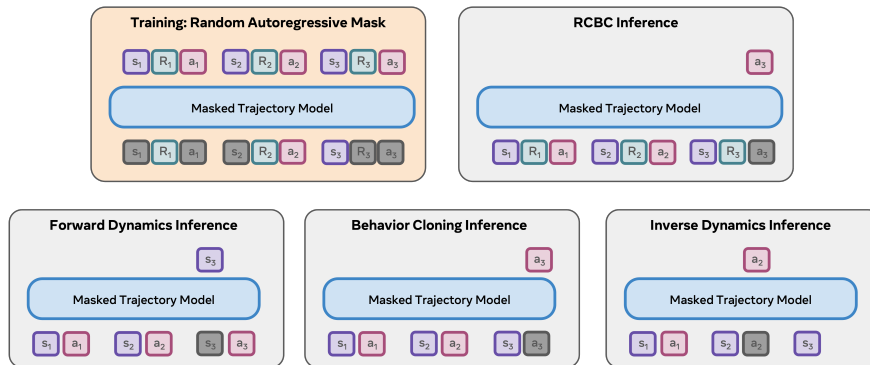 Training: Random Autoregressive Mask
s1 R1 a1 s2 R2 a2 s3 R3 a3
Masked Trajectory Model
s1 R1 a1 s2 R2 a2 s3 R3 a3
RCBC Inference
a3
Masked Trajectory Model
s1 R1 a1 s2 R2 a2 s3 R3 a3
Forward Dynamics Inference
s3
Masked Trajectory Model
s1 a1 s2 a2 s3 a3
Behavior Cloning Inference
a3
Masked Trajectory Model
s1 a1 s2 a2 s3 a3
Inverse Dynamics Inference
a2
Masked Trajectory Model
s1 a1 s2 a2 s3